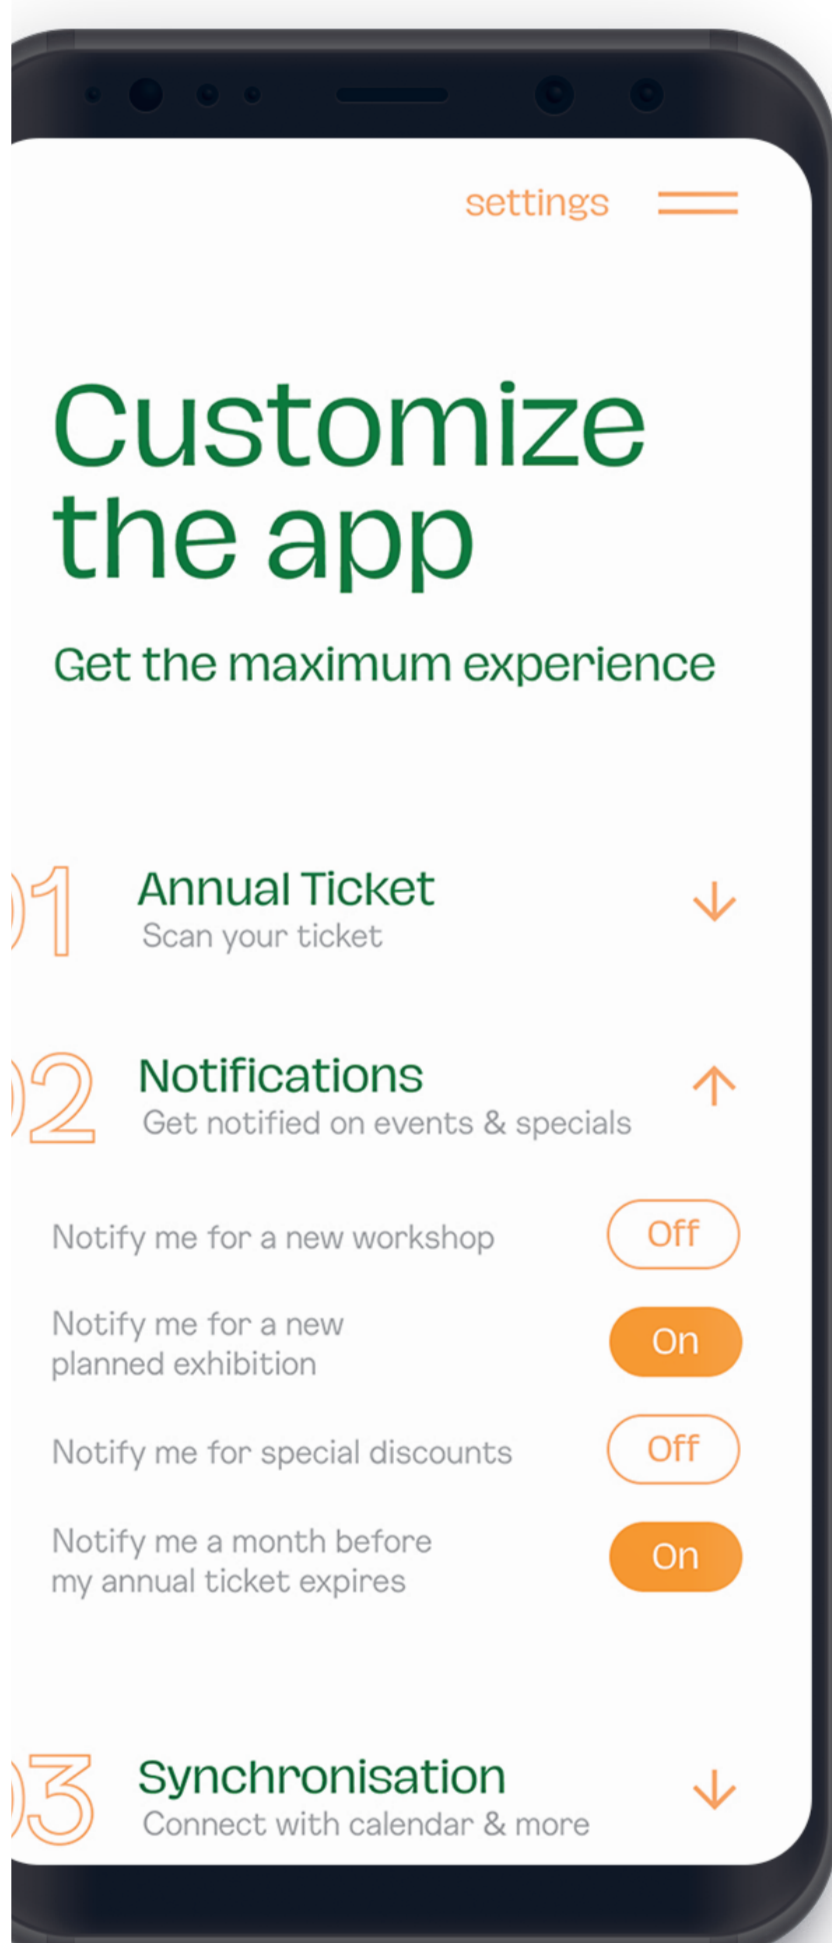 settings
Customize
the app
Get the maximum experience
01
Annual Ticket
Scan your ticket
02
Notifications
Get notified on events & specials
Notify me for a new workshop
Off
Notify me for a new
planned exhibition
On
Notify me for special discounts
Off
Notify me a month before
my annual ticket expires
On
03
Synchronisation
Connect with calendar & more